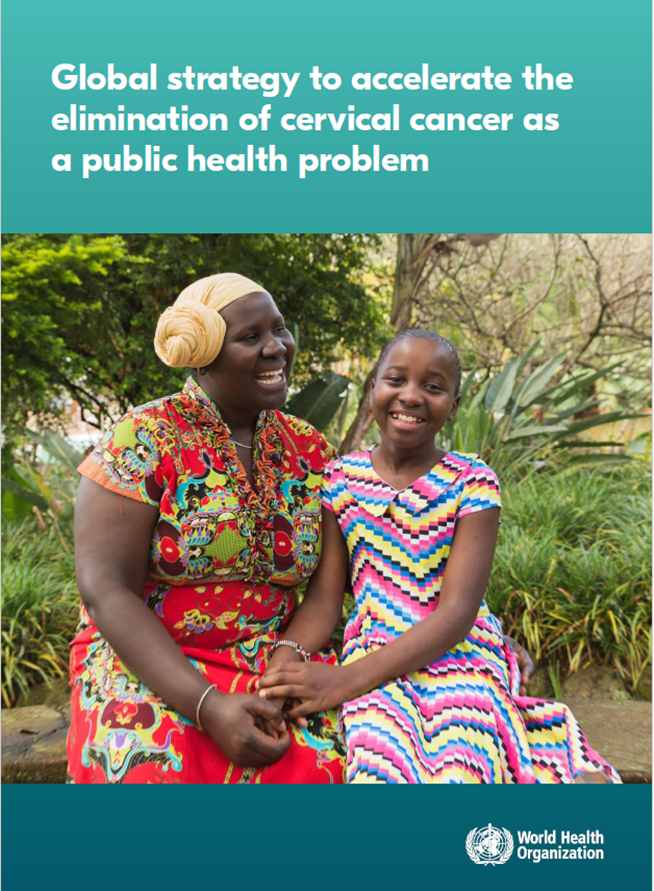 Global strategy to accelerate the
elimination of cervical cancer as
a public health problem
World Health
Organization